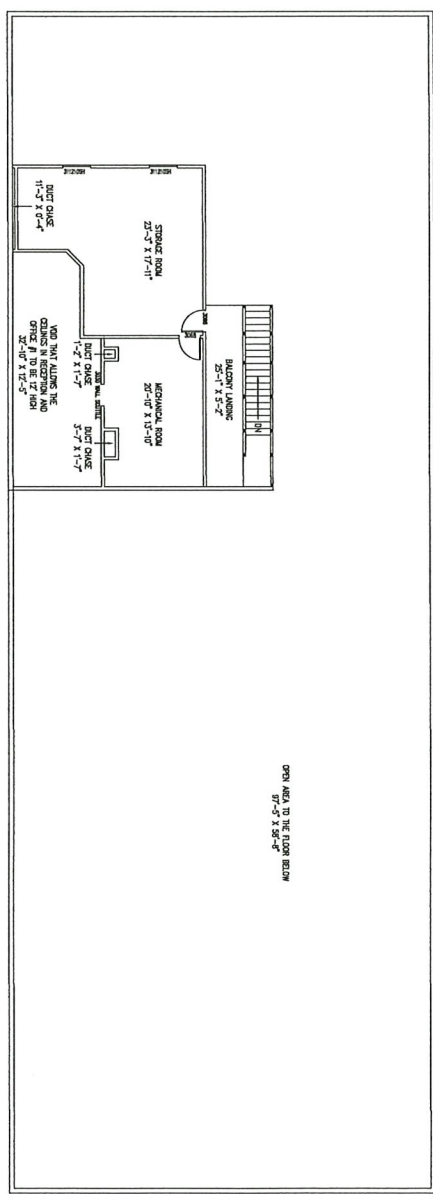 DUCT CHASE
11'-3" X 0'-4"
STORAGE ROOM
23'-3" X 17'-11"
3068
3068
BALCONY LANDING
25'-1" X 5'-2"
DN
MECHANICAL ROOM
20'-10" X 13'-10"
DUCT CHASE
1'-2" X 1'-7"
DUCT CHASE
3'-7" X 1'-7"
VOID THAT ALLOWS THE
CEILINGS IN RECEPTION AND
OFFICE #1 TO BE 12' HIGH
32'-10" X 12'-5"
OPEN AREA TO THE FLOOR BELOW
97'-5" X 58'-8"